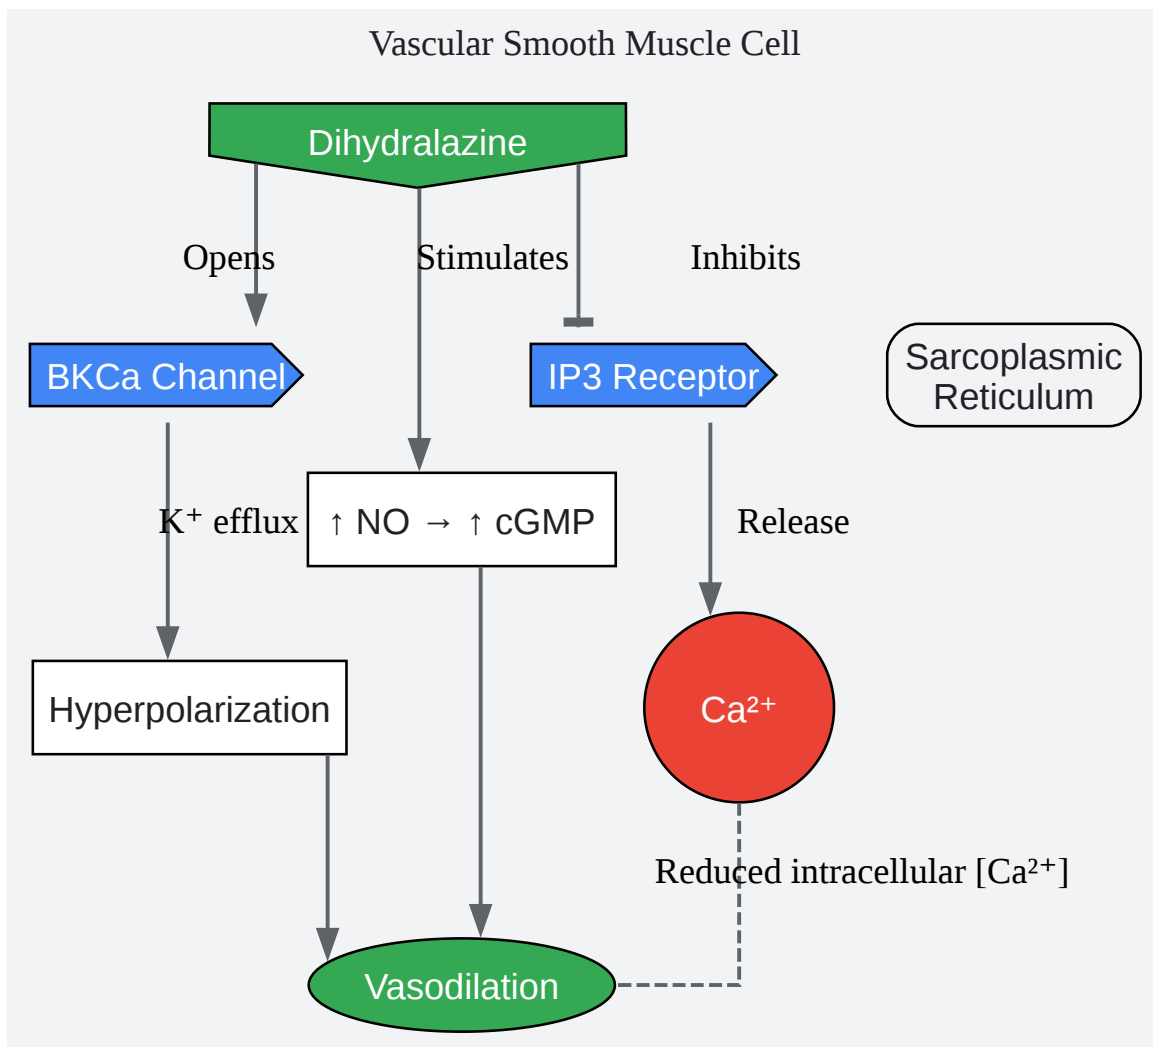 Vascular Smooth Muscle Cell
Dihydralazine
Opens
Stimulates
Inhibits
BKCa Channel
IP3 Receptor
Sarcoplasmic
Reticulum
K⁺ efflux
↑ NO → ↑ cGMP
Release
Hyperpolarization
Ca²⁺
Reduced intracellular [Ca²⁺]
Vasodilation